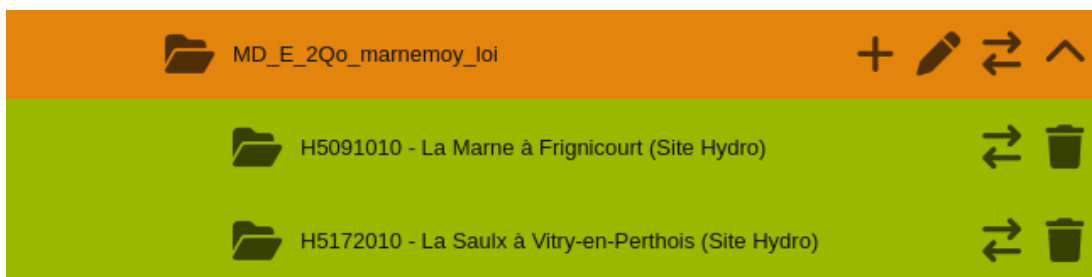 MD_E_2Qo_marnemoy_loi
H5091010 - La Marne à Frignicourt (Site Hydro)
H5172010 - La Saulx à Vitry-en-Perthois (Site Hydro)